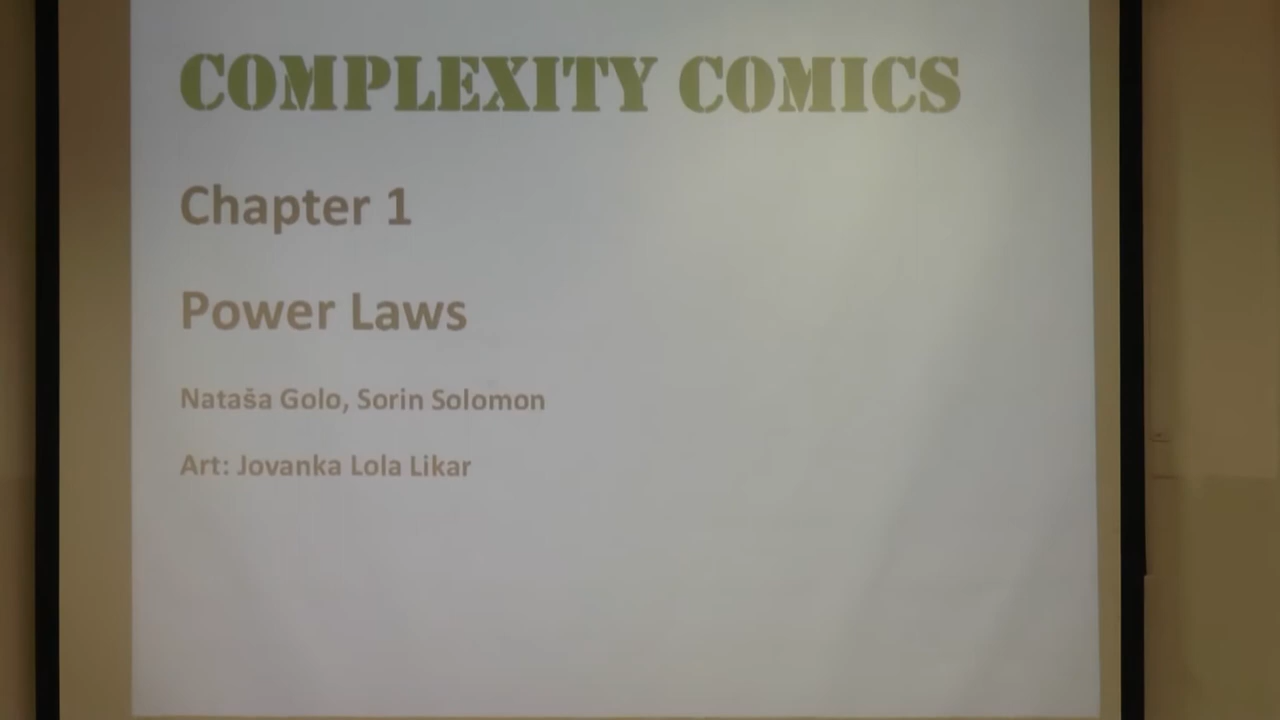 COMPLEXITY COMICS
Chapter 1
Power Laws
Nataša Golo, Sorin Solomon
Art: Jovanka Lola Likar